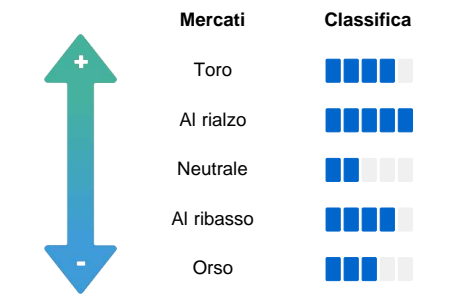 Mercati Classifica
+
Toro
Al rialzo
Neutrale
Al ribasso
-
Orso